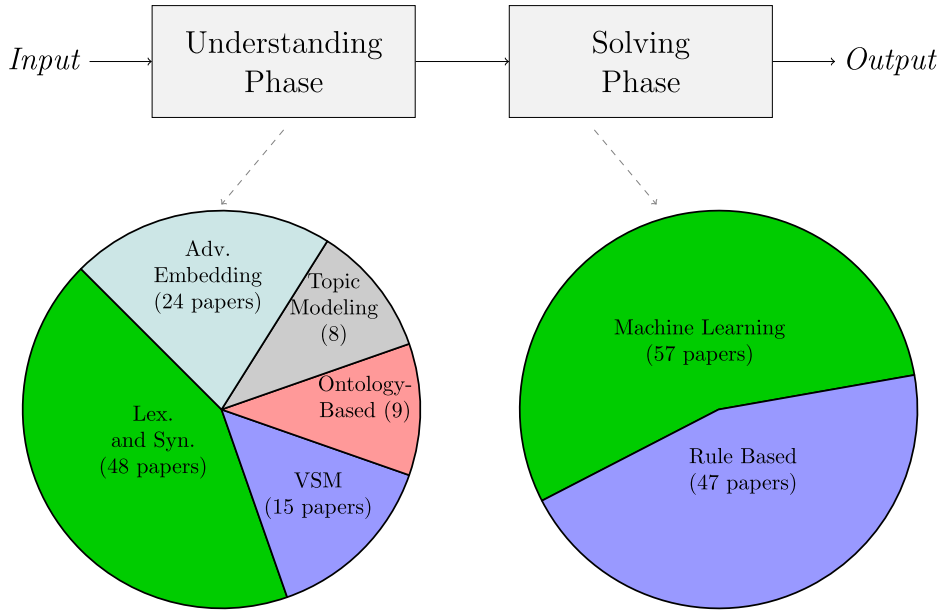 Input
Understanding
Phase
Solving
Phase
Output
Adv.
Embedding
(24 papers)
Topic
Modeling
(8)
Ontology-
Based (9)
Lex.
and Syn.
(48 papers)
VSM
(15 papers)
Machine Learning
(57 papers)
Rule Based
(47 papers)